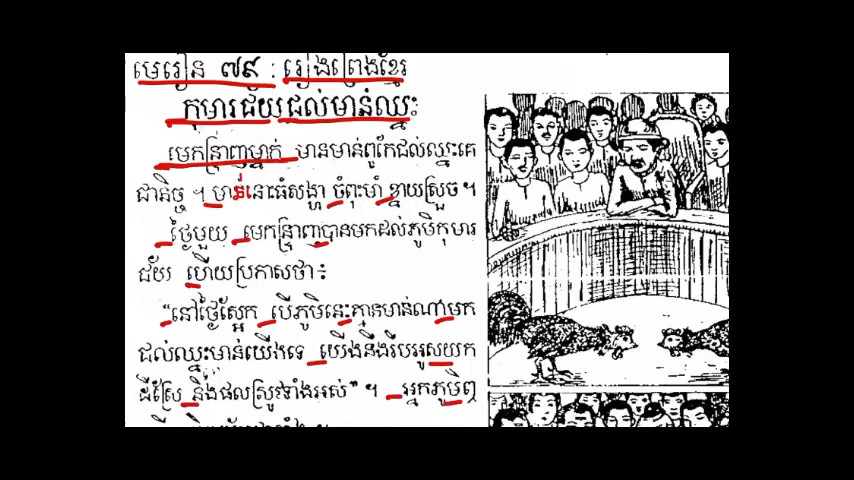 មេរៀន ៧៩ : រឿងព្រេងខ្មែរ
កុមារជ័យជល់មាន់ឈ្នះ
មេកន្ទ្រាញម្នាក់ មានមាន់ពូកែជល់ឈ្នះគេ
ជានិច្ច ។ មាន់នេះធំសង្ហា ចំពុះមាំ ខ្នាយស្រួច ។
ថ្ងៃមួយ មេកន្ទ្រាញបានមកដល់ភូមិកុមារ
ជ័យ ហើយប្រកាសថា ៖
“នៅថ្ងៃស្អែក បើភូមិនេះគ្មានមាន់ណាមក
ជល់ឈ្នះមាន់យើងទេ យើងនឹងរឹបអូសយក
ដីស្រែ និងផលស្រូវទាំងអស់” ។ អ្នកភូមិឮ